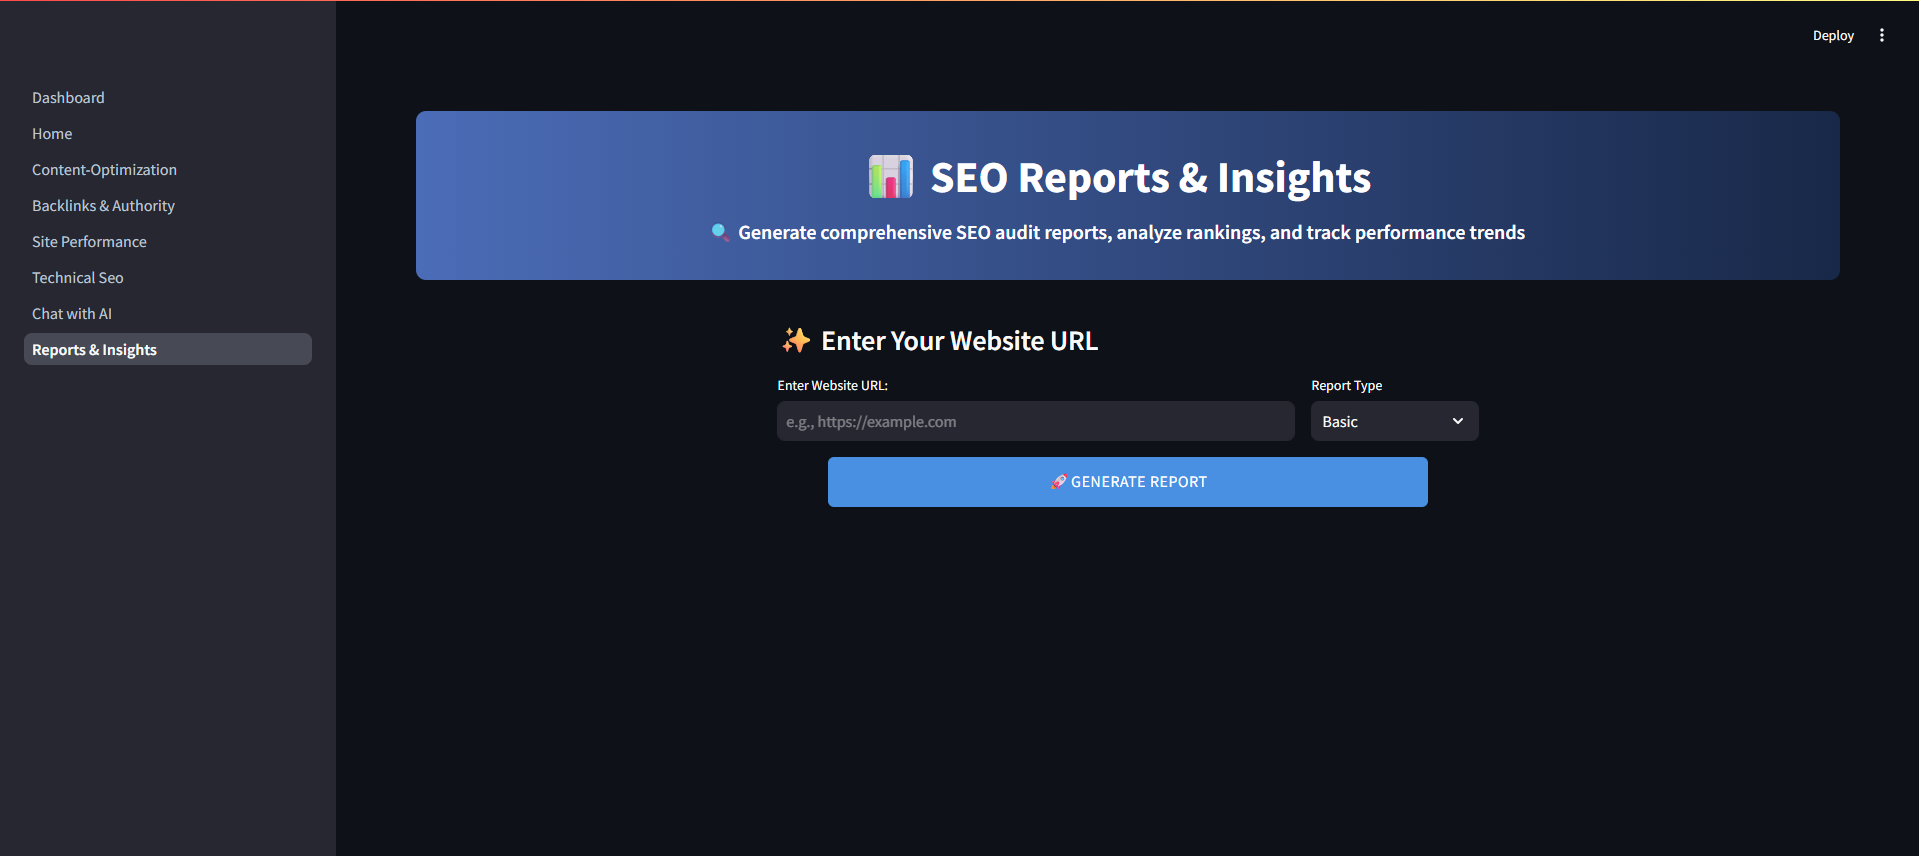 Deploy
Dashboard
Home
Content-Optimization
Backlinks & Authority
Site Performance
Technical Seo
Chat with AI
Reports & Insights
📊 SEO Reports & Insights
🔍 Generate comprehensive SEO audit reports, analyze rankings, and track performance trends
✨ Enter Your Website URL
Enter Website URL:
e.g., https://example.com
Report Type
Basic
🚀 GENERATE REPORT